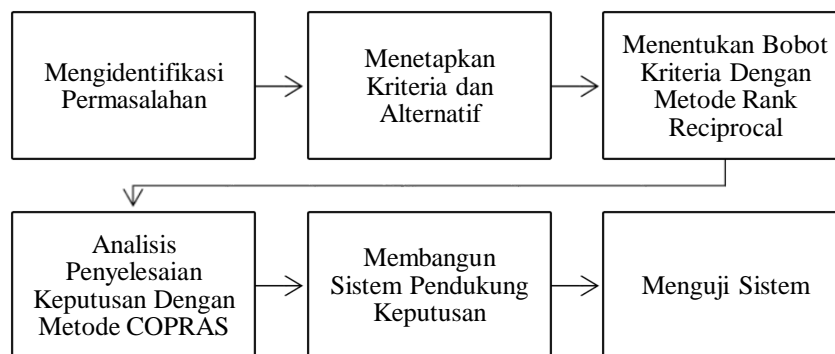 Mengidentifikasi
Permasalahan
Menetapkan
Kriteria dan
Alternatif
Menentukan Bobot
Kriteria Dengan
Metode Rank
Reciprocal
Analisis
Penyelesaian
Keputusan Dengan
Metode COPRAS
Membangun
Sistem Pendukung
Keputusan
Menguji Sistem